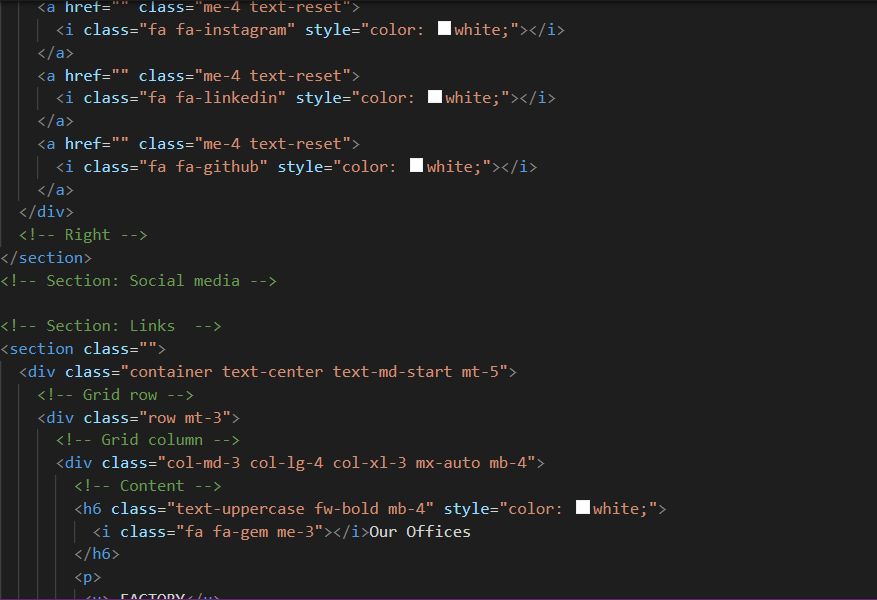 <a href="" class="me-4 text-reset">
<i class="fa fa-instagram" style="color: white;"></i>
</a>
<a href="" class="me-4 text-reset">
<i class="fa fa-linkedin" style="color: white;"></i>
</a>
<a href="" class="me-4 text-reset">
<i class="fa fa-github" style="color: white;"></i>
</a>
</div>
<!-- Right -->
</section>
<!-- Section: Social media -->
<!-- Section: Links  -->
<section class="">
<div class="container text-center text-md-start mt-5">
<!-- Grid row -->
<div class="row mt-3">
<!-- Grid column -->
<div class="col-md-3 col-lg-4 col-xl-3 mx-auto mb-4">
<!-- Content -->
<h6 class="text-uppercase fw-bold mb-4" style="color: white;">
<i class="fa fa-gem me-3"></i>Our Offices
</h6>
<p>
<u> FACTORY</u>